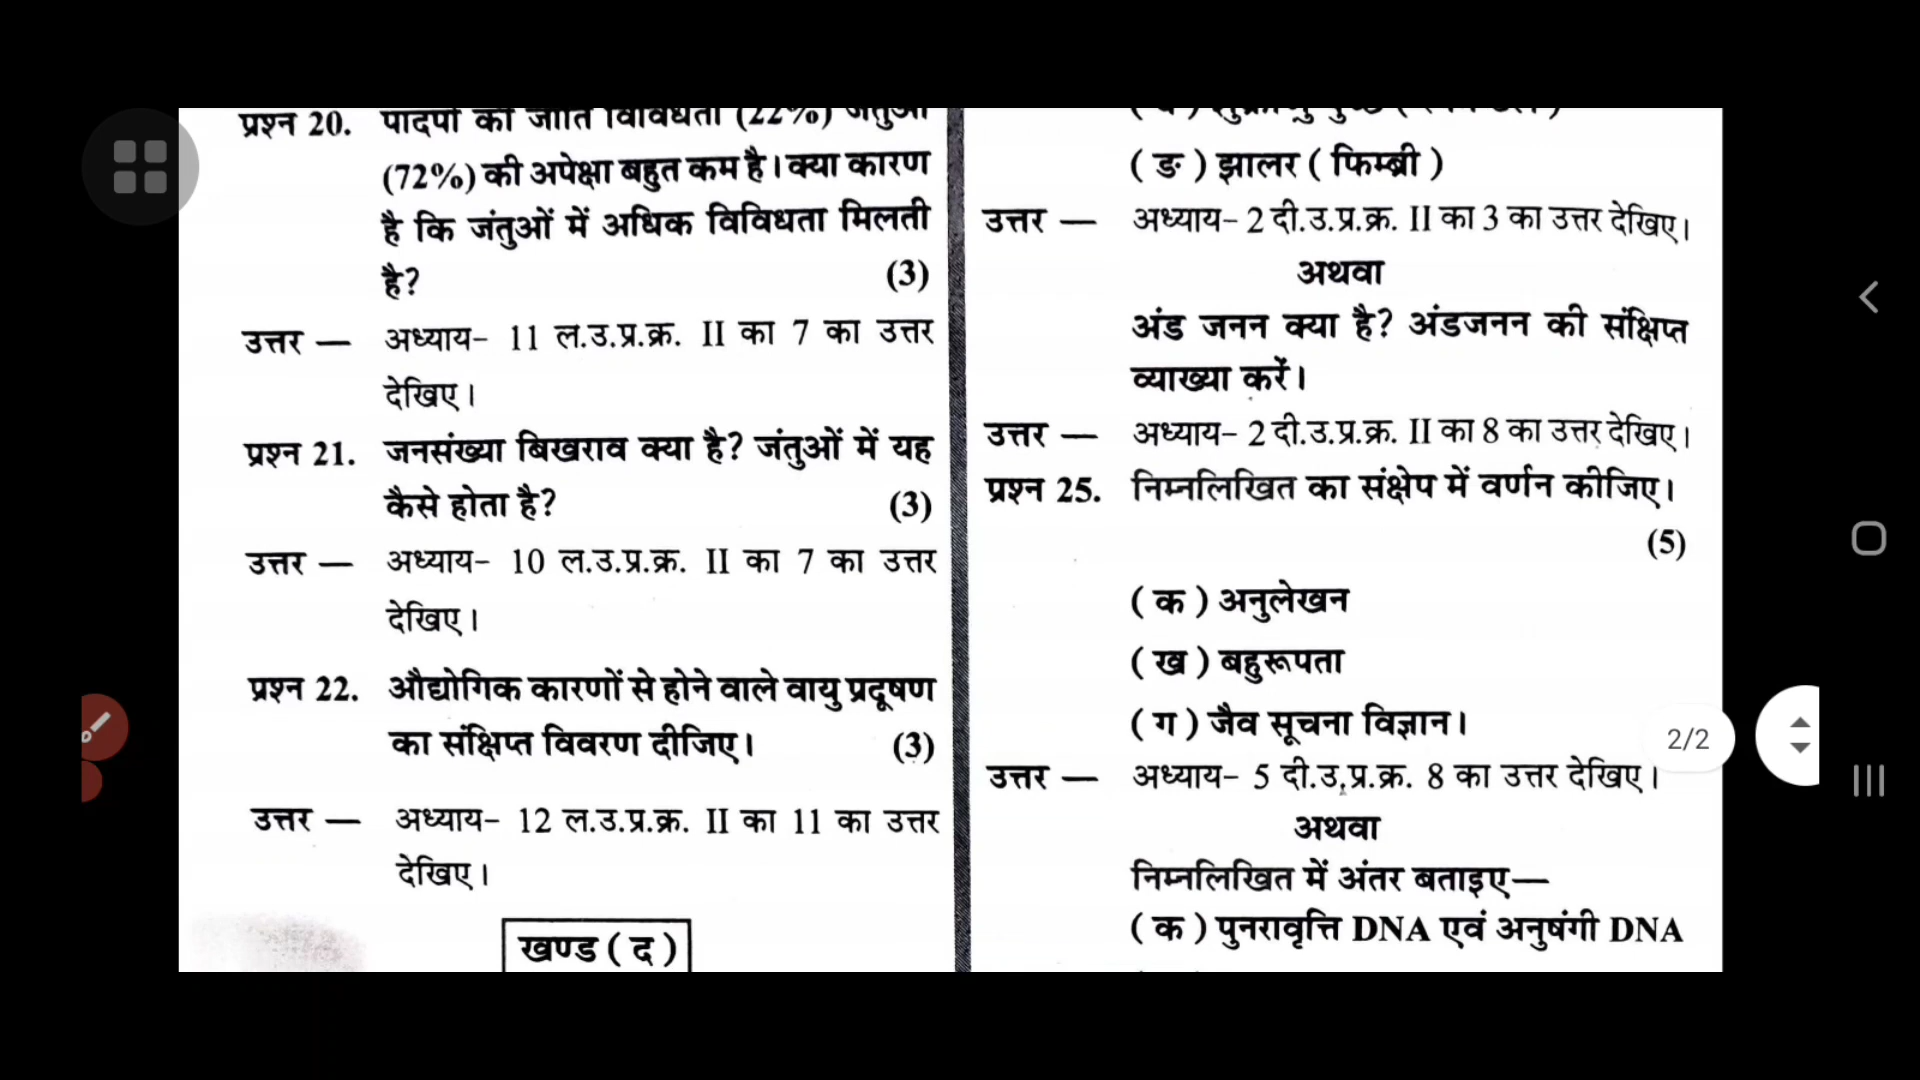 प्रश्न 20. पादपों की जाति विविधता (22%) जंतुओं
(72%) की अपेक्षा बहुत कम है। क्या कारण
है कि जंतुओं में अधिक विविधता मिलती
है? (3)
उत्तर — अध्याय- 11 ल.उ.प्र.क्र. II का 7 का उत्तर
देखिए।
प्रश्न 21. जनसंख्या बिखराव क्या है? जंतुओं में यह
कैसे होता है? (3)
उत्तर — अध्याय- 10 ल.उ.प्र.क्र. II का 7 का उत्तर
देखिए।
प्रश्न 22. औद्योगिक कारणों से होने वाले वायु प्रदूषण
का संक्षिप्त विवरण दीजिए। (3)
उत्तर — अध्याय- 12 ल.उ.प्र.क्र. II का 11 का उत्तर
देखिए।
खण्ड ( द )
( ङ ) झालर ( फिम्ब्री )
उत्तर — अध्याय- 2 दी.उ.प्र.क्र. II का 3 का उत्तर देखिए।
अथवा
अंड जनन क्या है? अंडजनन की संक्षिप्त
व्याख्या करें।
उत्तर — अध्याय- 2 दी.उ.प्र.क्र. II का 8 का उत्तर देखिए।
प्रश्न 25. निम्नलिखित का संक्षेप में वर्णन कीजिए।
(5)
( क ) अनुलेखन
( ख ) बहुरूपता
( ग ) जैव सूचना विज्ञान।
उत्तर — अध्याय- 5 दी.उ.प्र.क्र. 8 का उत्तर देखिए।
अथवा
निम्नलिखित में अंतर बताइए—
( क ) पुनरावृत्ति DNA एवं अनुषंगी DNA
2/2